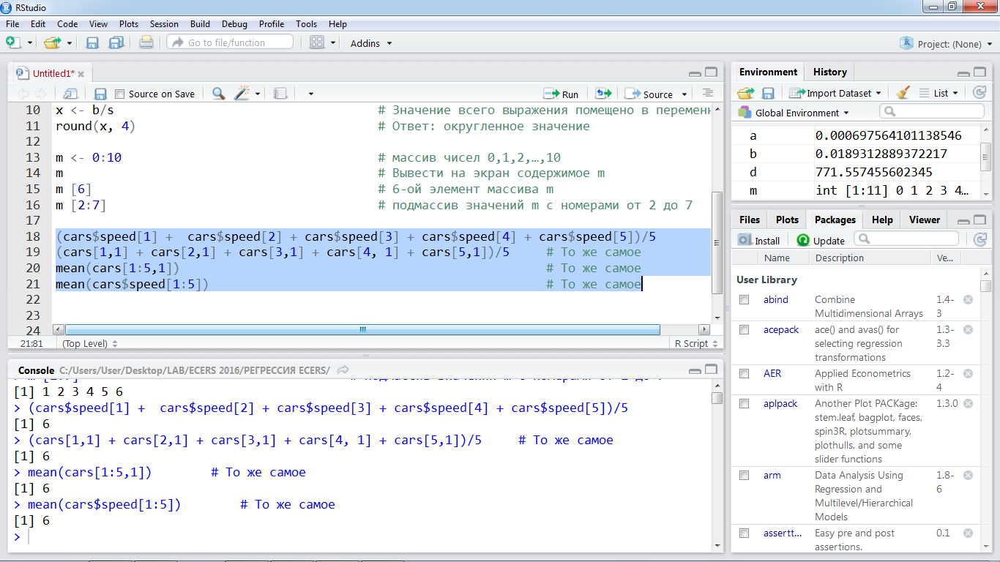 RStudio
File Edit Code View Plots Session Build Debug Profile Tools Help
Go to file/function Addins Project: (None)
Untitled1*
Source on Save Run Source
10 x <- b/s # Значение всего выражения помещено в перемен
11 round(x, 4) # Ответ: округленное значение
12
13 m <- 0:10 # массив чисел 0,1,2,…,10
14 m # Вывести на экран содержимое m
15 m [6] # 6-ой элемент массива m
16 m [2:7] # подмассив значений m с номерами от 2 до 7
17
18 (cars$speed[1] +  cars$speed[2] + cars$speed[3] + cars$speed[4] + cars$speed[5])/5
19 (cars[1,1] + cars[2,1] + cars[3,1] + cars[4, 1] + cars[5,1])/5 # То же самое
20 mean(cars[1:5,1]) # То же самое
21 mean(cars$speed[1:5]) # То же самое
22
23
24
21:81 (Top Level) R Script
Console C:/Users/User/Desktop/LAB/ECERS 2016/РЕГРЕССИЯ ECERS/
[1] 1 2 3 4 5 6
> (cars$speed[1] +  cars$speed[2] + cars$speed[3] + cars$speed[4] + cars$speed[5])/5
[1] 6
> (cars[1,1] + cars[2,1] + cars[3,1] + cars[4, 1] + cars[5,1])/5 # То же самое
[1] 6
> mean(cars[1:5,1]) # То же самое
[1] 6
> mean(cars$speed[1:5]) # То же самое
[1] 6
>
Environment History
Import Dataset List
Global Environment
a 0.000697564101138546
b 0.0189312889372217
d 771.557455602345
m int [1:11] 0 1 2 3 4…
Files Plots Packages Help Viewer
Install Update
Name Description Ve...
User Library
abind Combine 1.4-
Multidimensional Arrays 3
acepack ace() and avas() for 1.3-
selecting regression 3.3
transformations
AER Applied Econometrics 1.2-
with R 4
aplpack Another Plot PACKage: 1.3.0
stem.leaf, bagplot, faces,
spin3R, plotsummary,
plothulls, and some
slider functions
arm Data Analysis Using 1.8-
Regression and 6
Multilevel/Hierarchical
Models
assertt... Easy pre and post 0.1
assertions.